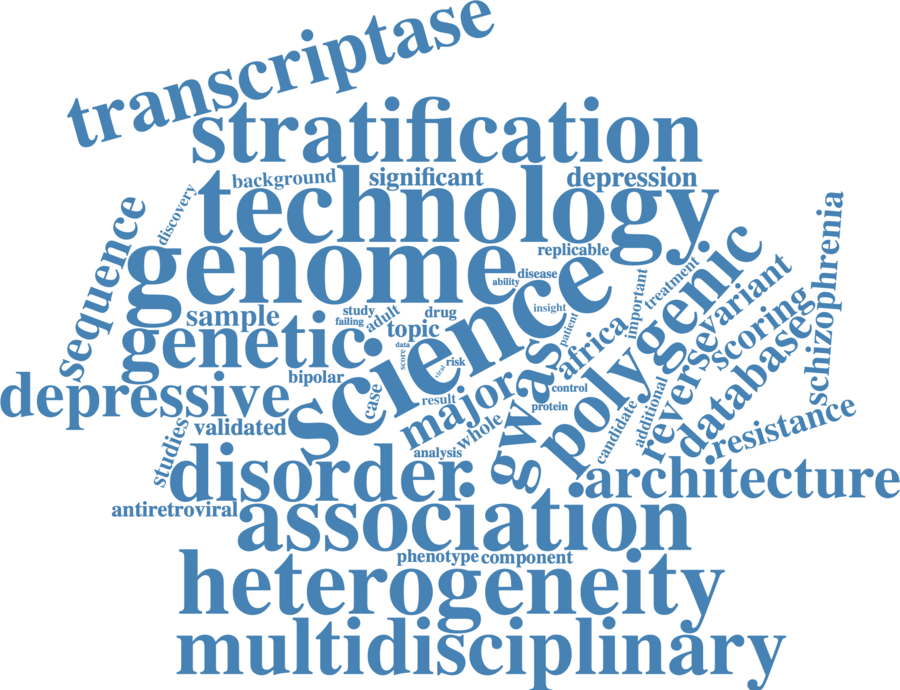 transcriptase
stratification
background
significant
depression
technology
discovery
sequence
genome
replicable
disease
ability
science
polygenic
important
treatment
variant
schizophrenia
sample
study
failing
adult
drug
topic
insight
patient
africa
reverse
scoring
database
genetic
data
score
viral
risk
bipolar
depressive
case
result
major
gwas
control
protein
candidate
additional
resistance
validated
studies
whole
analysis
disorder
architecture
antiretroviral
association
phenotype
component
heterogeneity
multidisciplinary